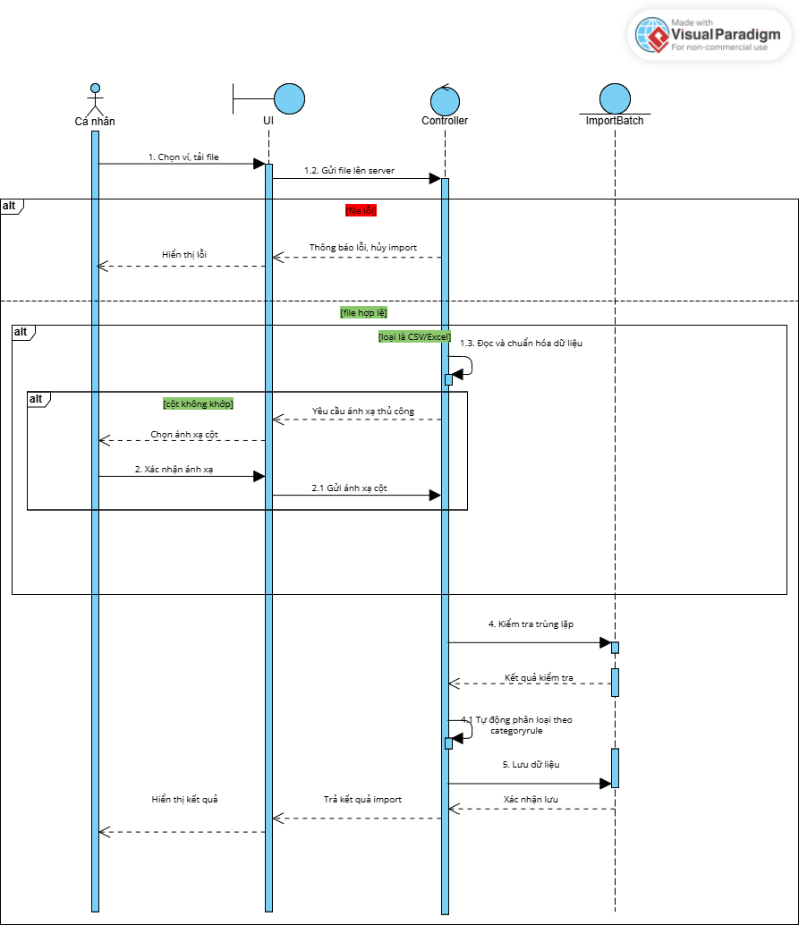 Made with
VisualParadigm
For non-commercial use
Cá nhân
UI
Controller
ImportBatch
1. Chọn ví, tải file
1.2. Gửi file lên server
alt
[file lỗi]
Thông báo lỗi, hủy import
Hiển thị lỗi
[file hợp lệ]
alt
[loại là CSV/Excel]
1.3. Đọc và chuẩn hóa dữ liệu
alt
[cột không khớp]
Yêu cầu ánh xạ thủ công
Chọn ánh xạ cột
2. Xác nhận ánh xạ
2.1 Gửi ánh xạ cột
4. Kiểm tra trùng lặp
Kết quả kiểm tra
4.1 Tự động phân loại theo
categoryrule
5. Lưu dữ liệu
Hiển thị kết quả
Trả kết quả import
Xác nhận lưu